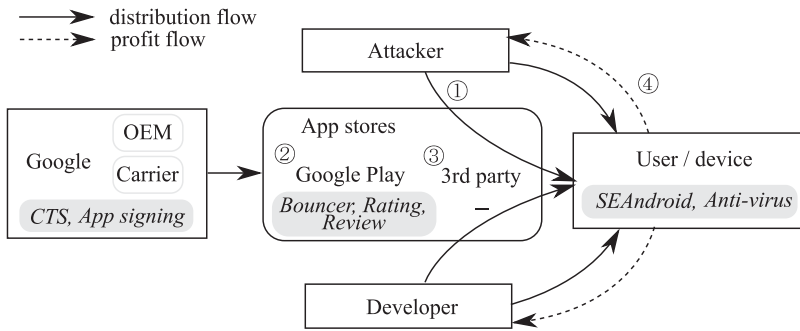 distribution flow
profit flow
Attacker
①
④
OEM
Google
Carrier
CTS, App signing
App stores
②
③
Google Play
3rd party
Bouncer, Rating,
Review
–
User / device
SEAndroid, Anti-virus
Developer